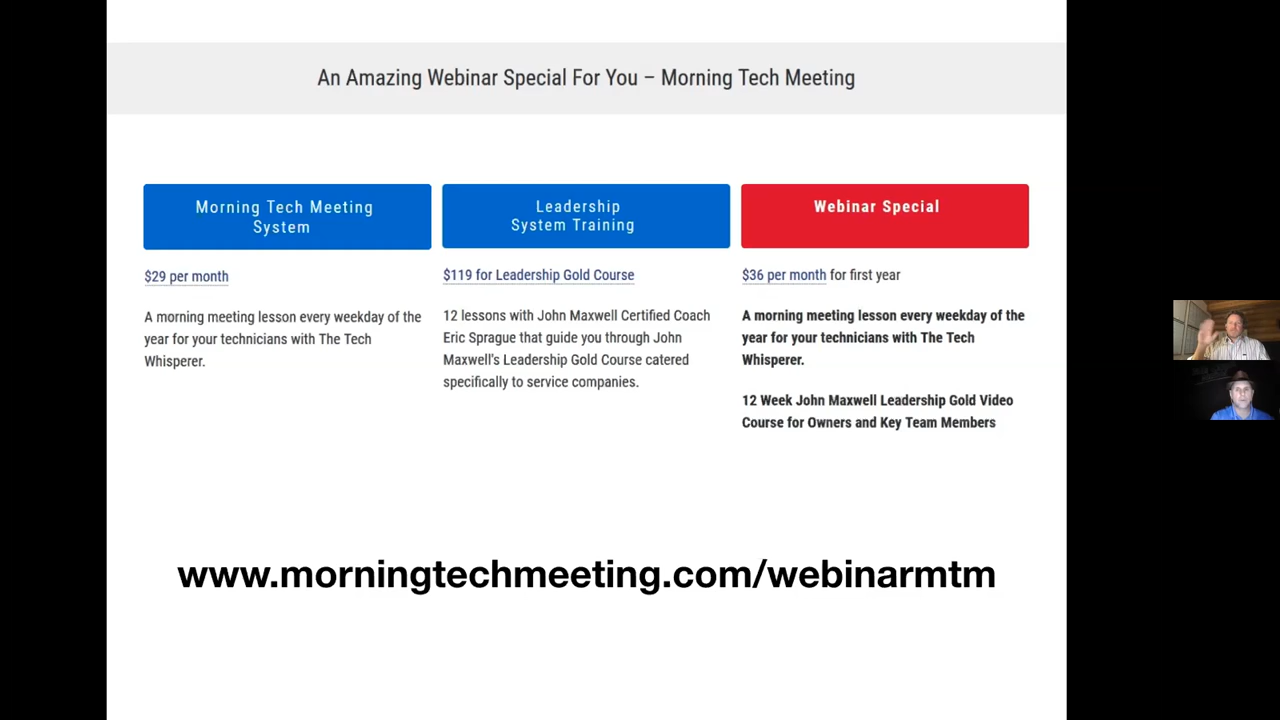 An Amazing Webinar Special For You – Morning Tech Meeting
Morning Tech Meeting
System
$29 per month
A morning meeting lesson every weekday of the
year for your technicians with The Tech
Whisperer.
Leadership
System Training
$119 for Leadership Gold Course
12 lessons with John Maxwell Certified Coach
Eric Sprague that guide you through John
Maxwell's Leadership Gold Course catered
specifically to service companies.
Webinar Special
$36 per month for first year
A morning meeting lesson every weekday of the
year for your technicians with The Tech
Whisperer.
12 Week John Maxwell Leadership Gold Video
Course for Owners and Key Team Members
www.morningtechmeeting.com/webinarmtm